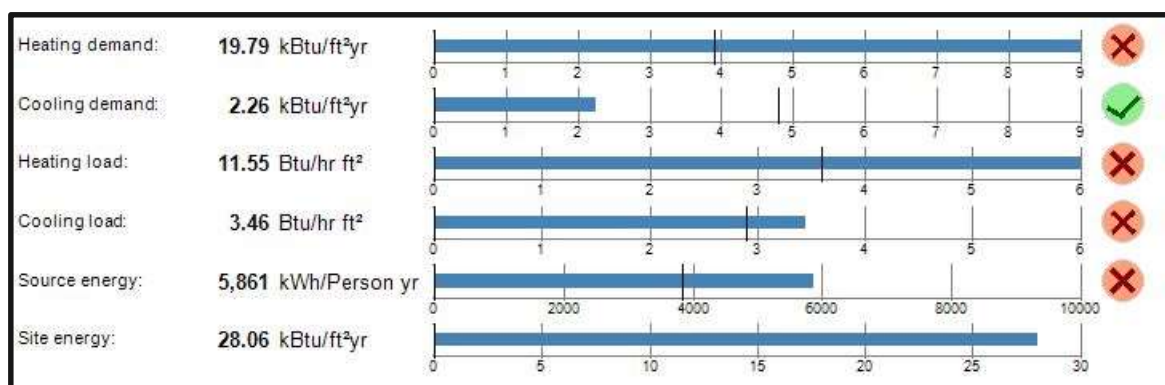 Heating demand: 19.79 kBtu/ft²yr
0 1 2 3 4 5 6 7 8 9
Cooling demand: 2.26 kBtu/ft²yr
0 1 2 3 4 5 6 7 8 9
Heating load: 11.55 Btu/hr ft²
0 1 2 3 4 5 6
Cooling load: 3.46 Btu/hr ft²
0 1 2 3 4 5 6
Source energy: 5,861 kWh/Person yr
0 2000 4000 6000 8000 10000
Site energy: 28.06 kBtu/ft²yr
0 5 10 15 20 25 30